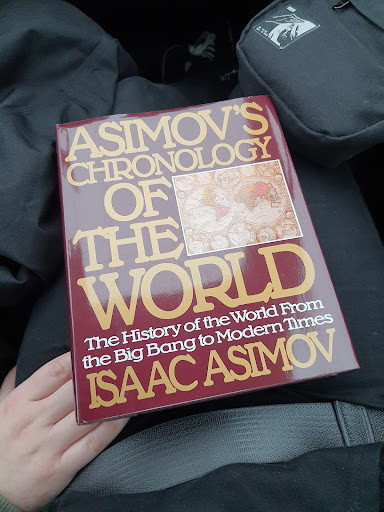 ASIMOV'S
CHRONOLOGY
OF
THE
WORLD
The History of the World From
the Big Bang to Modern Times
ISAAC ASIMOV